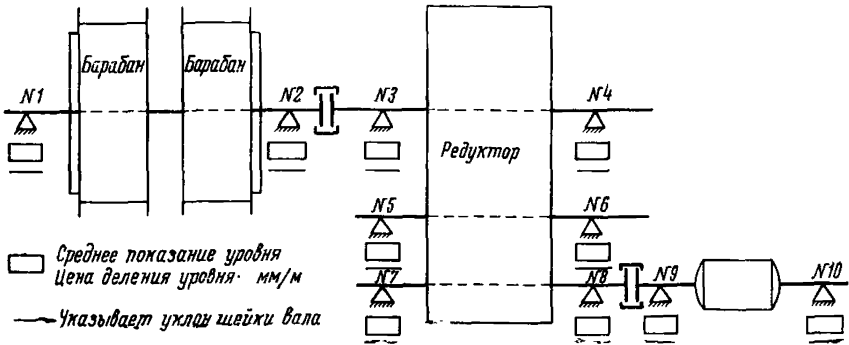 Барабан
Барабан
N1
N2
N3
N4
Редуктор
N5
N6
Среднее показание уровня
Цена деления уровня· мм/м
N7
N8
N9
N10
Указывает уклон шейки вала